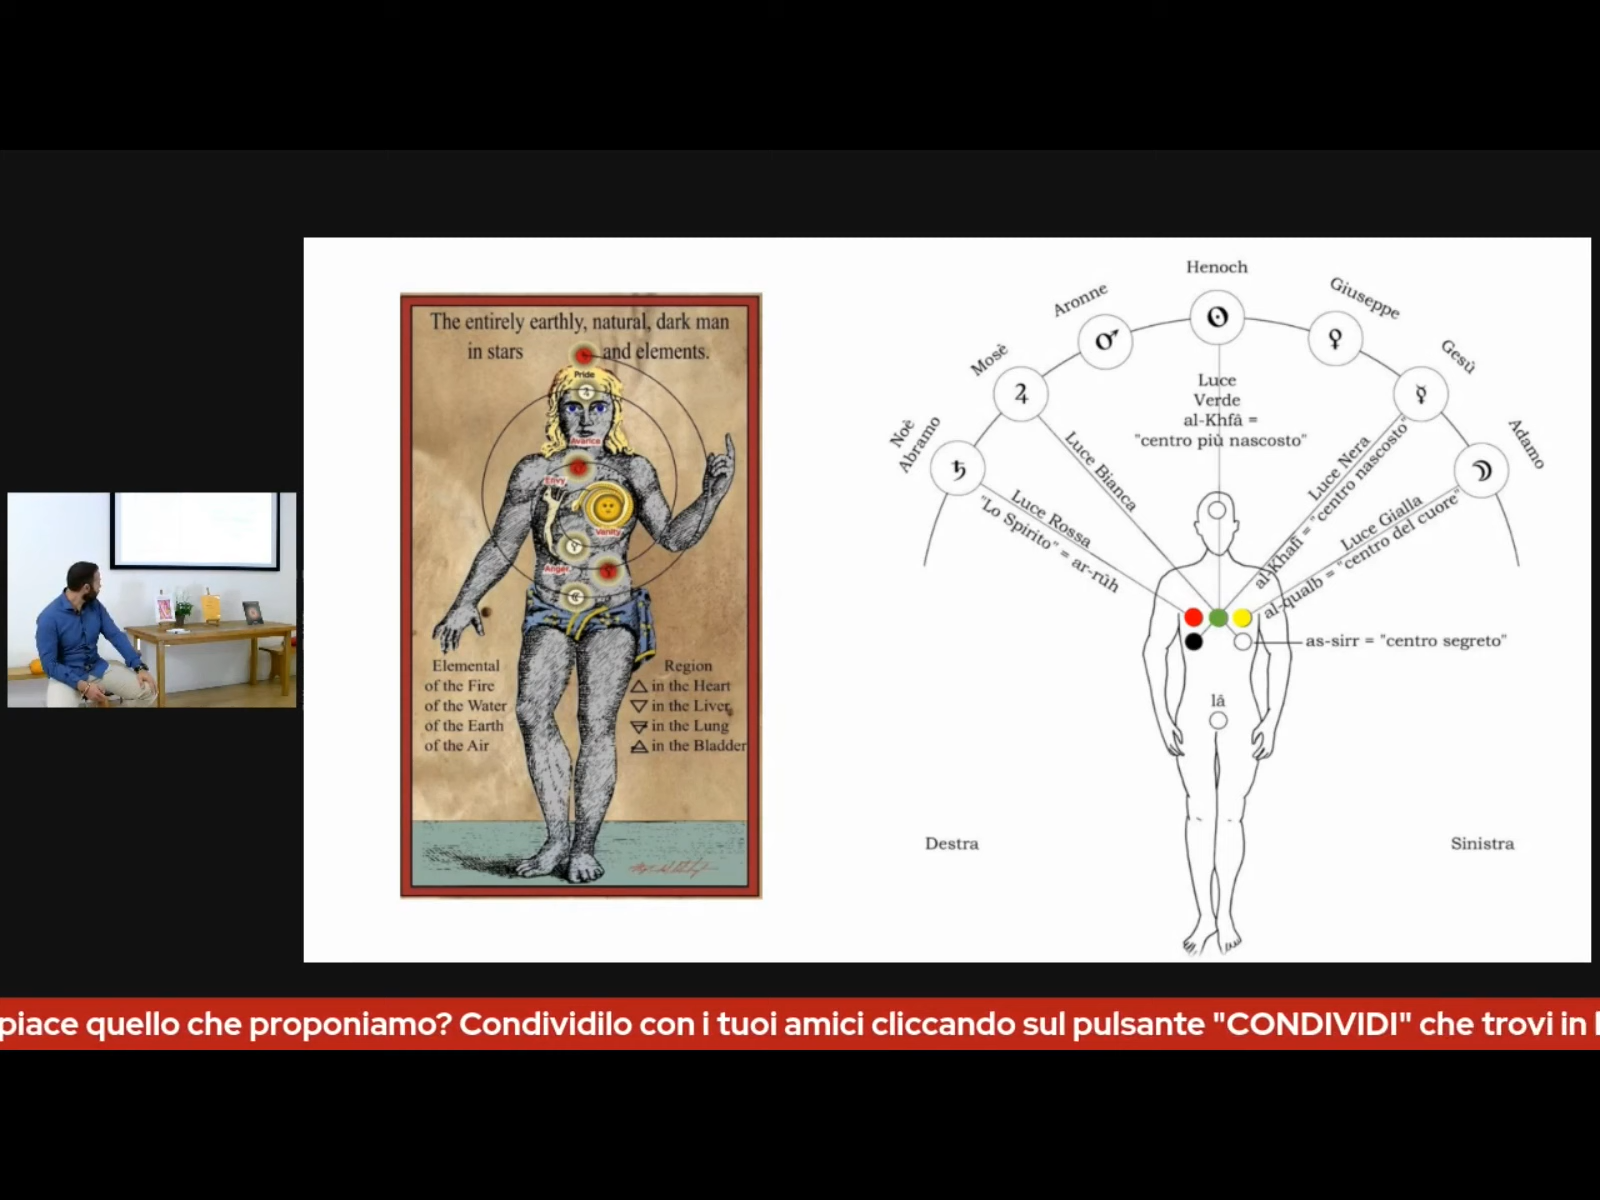 The entirely earthly, natural, dark man
in stars and elements.
Pride
Avarice
Envy
Vanity
Anger
Elemental
of the Fire
of the Water
of the Earth
of the Air
Region
in the Heart
in the Liver
in the Lung
in the Bladder
Henoch
Aronne
Giuseppe
Mosè
Gesù
Noè
Abramo
Adamo
Luce
Verde
al-Khfâ =
"centro più nascosto"
Luce Bianca
Luce Rossa
"Lo Spirito" = ar-rûh
Luce Nera
al-Khafî = "centro nascosto"
Luce Gialla
al-qualb = "centro del cuore"
as-sirr = "centro segreto"
lâ
Destra
Sinistra
piace quello che proponiamo? Condividilo con i tuoi amici cliccando sul pulsante "CONDIVIDI" che trovi in